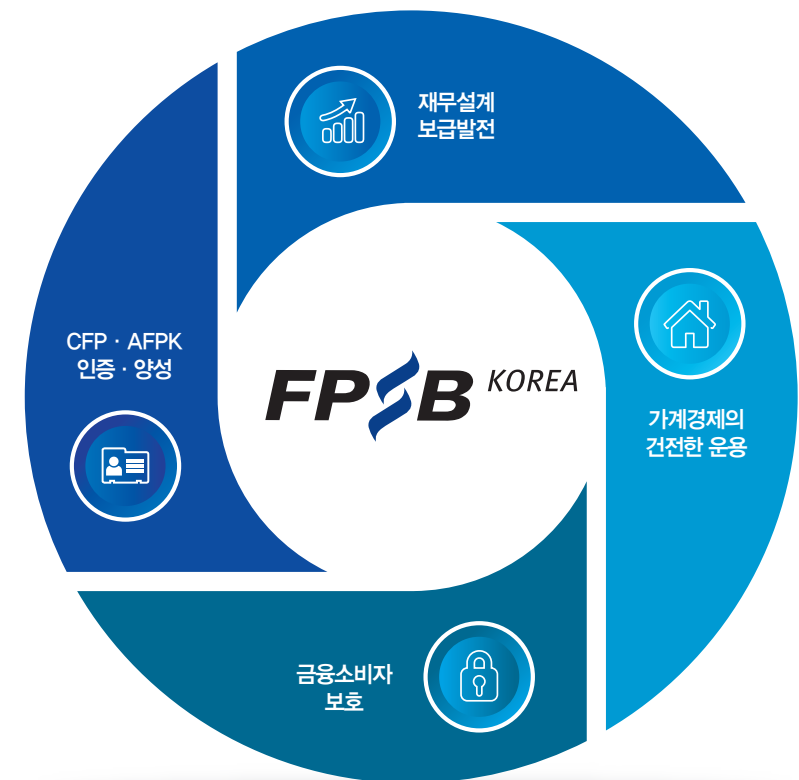 재무설계
보급발전
CFP · AFPK
인증 · 양성
FPSB KOREA
가계경제의
건전한 운용
금융소비자
보호